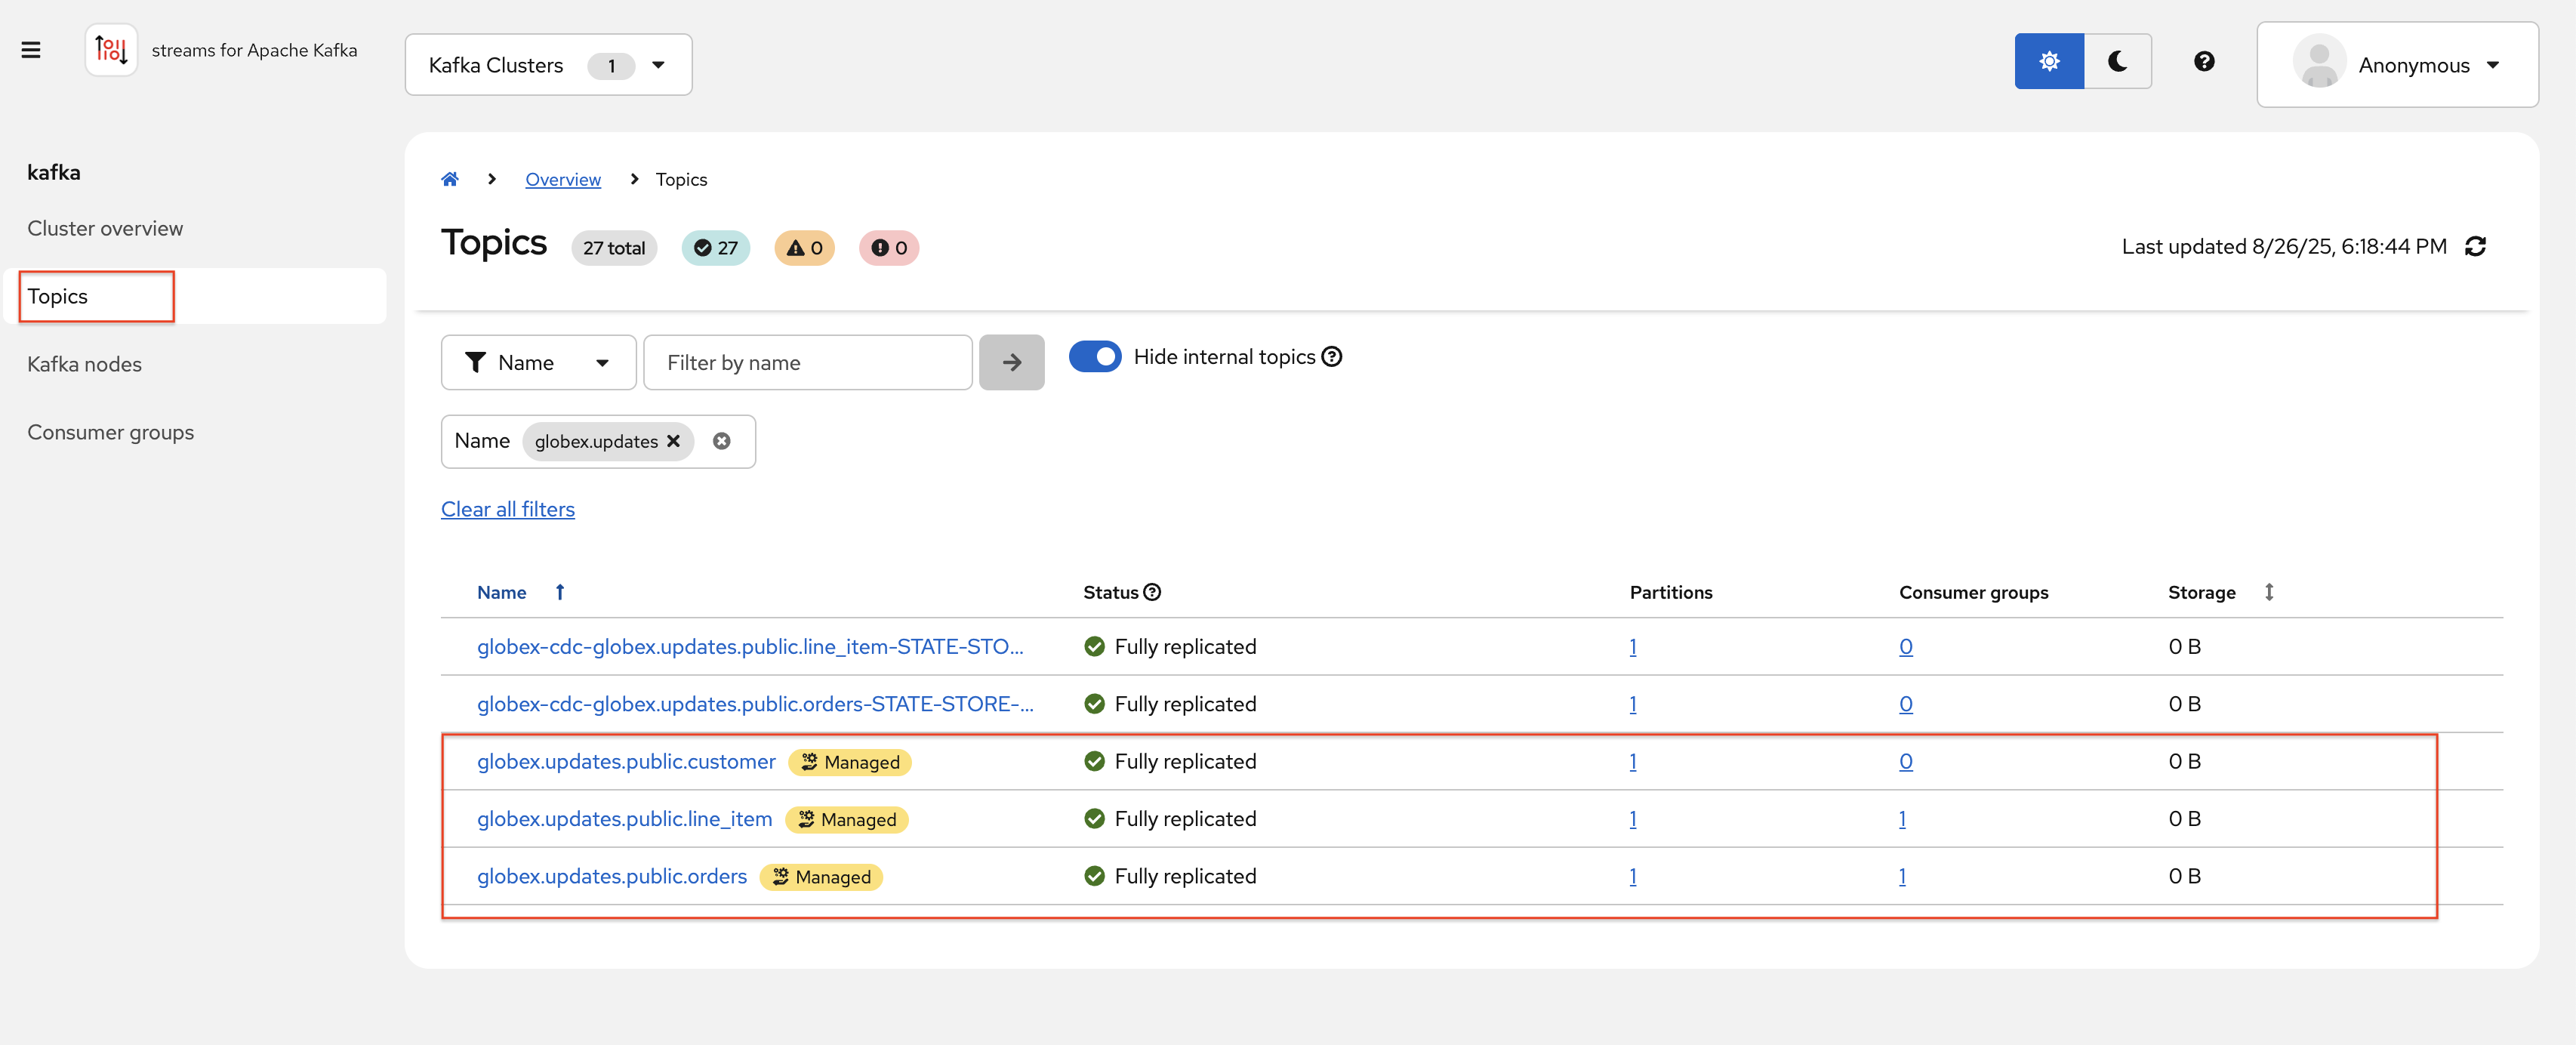 streams for Apache Kafka
Kafka Clusters 1
Anonymous
kafka
Cluster overview
Topics
Kafka nodes
Consumer groups
Overview Topics
Topics 27 total 27 0 0
Last updated 8/26/25, 6:18:44 PM
Name Filter by name Hide internal topics
Name globex.updates
Clear all filters
Name Status Partitions Consumer groups Storage
globex-cdc-globex.updates.public.line_item-STATE-STO... Fully replicated 1 0 0 B
globex-cdc-globex.updates.public.orders-STATE-STORE-... Fully replicated 1 0 0 B
globex.updates.public.customer Managed Fully replicated 1 0 0 B
globex.updates.public.line_item Managed Fully replicated 1 1 0 B
globex.updates.public.orders Managed Fully replicated 1 1 0 B